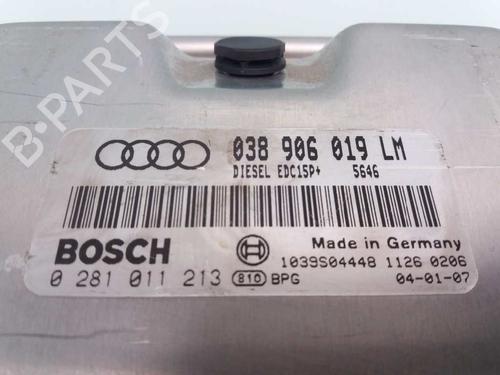 B-PARTS
038 906 019 LM
DIESEL EDC15P+ 5646
BOSCH
Made in Germany
1039S04448 1126 0206
0 281 011 213 810 BPG
04-01-07